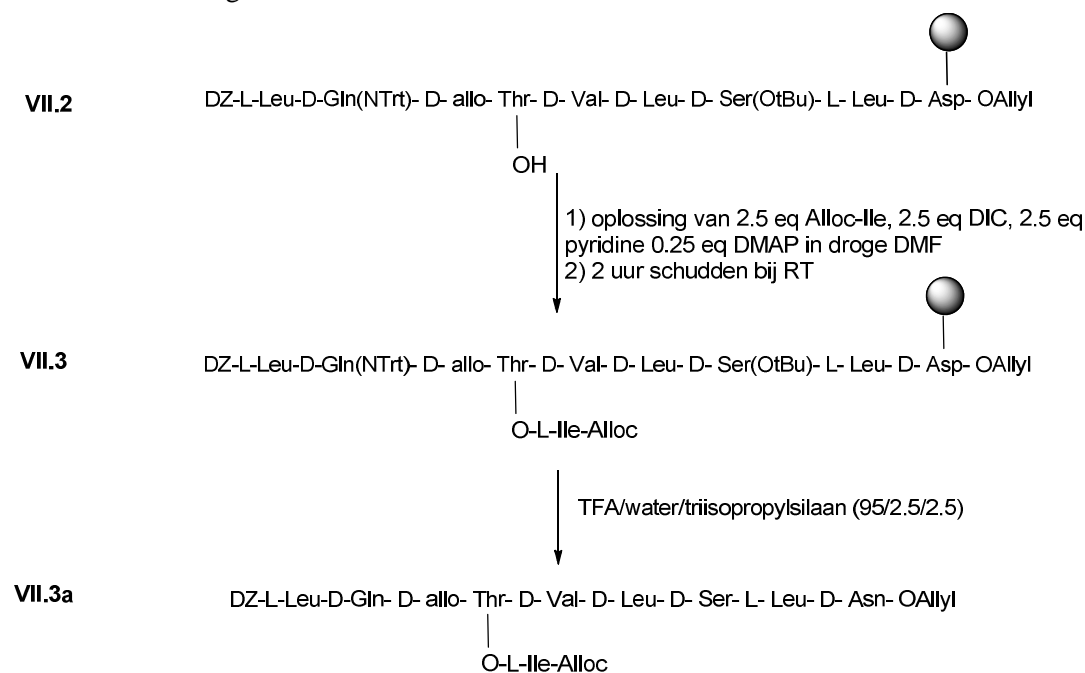 VII.2
DZ-L-Leu-D-Gln(NTrt)- D- allo- Thr- D- Val- D- Leu- D- Ser(OtBu)- L- Leu- D- Asp- OAllyl
OH
1) oplossing van 2.5 eq Alloc-Ile, 2.5 eq DIC, 2.5 eq
pyridine 0.25 eq DMAP in droge DMF
2) 2 uur schudden bij RT
VII.3
DZ-L-Leu-D-Gln(NTrt)- D- allo- Thr- D- Val- D- Leu- D- Ser(OtBu)- L- Leu- D- Asp- OAllyl
O-L-Ile-Alloc
TFA/water/triisopropylsilaan (95/2.5/2.5)
VII.3a
DZ-L-Leu-D-Gln- D- allo- Thr- D- Val- D- Leu- D- Ser- L- Leu- D- Asn- OAllyl
O-L-Ile-Alloc